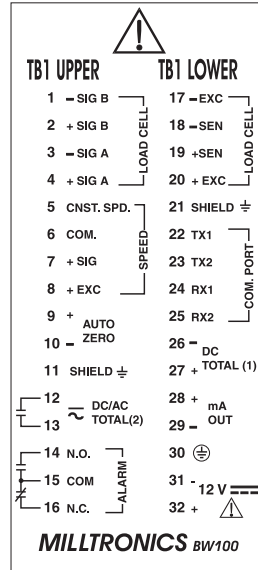 TB1 UPPER
1 - SIG B
2 + SIG B
3 - SIG A
4 + SIG A
LOAD CELL
5 CNST. SPD.
6 COM.
7 + SIG
8 + EXC
SPEED
9 +
10 -
AUTO
ZERO
11 SHIELD
12
13
DC/AC
TOTAL(2)
14 N.O.
15 COM
16 N.C.
ALARM
TB1 LOWER
17 - EXC
18 - SEN
19 +SEN
20 + EXC
LOAD CELL
21 SHIELD
22 TX1
23 TX2
24 RX1
25 RX2
COM. PORT
26 -
27 +
DC
TOTAL (1)
28 +
29 -
mA
OUT
30
31 -
32 +
12 V
MILLTRONICS BW100